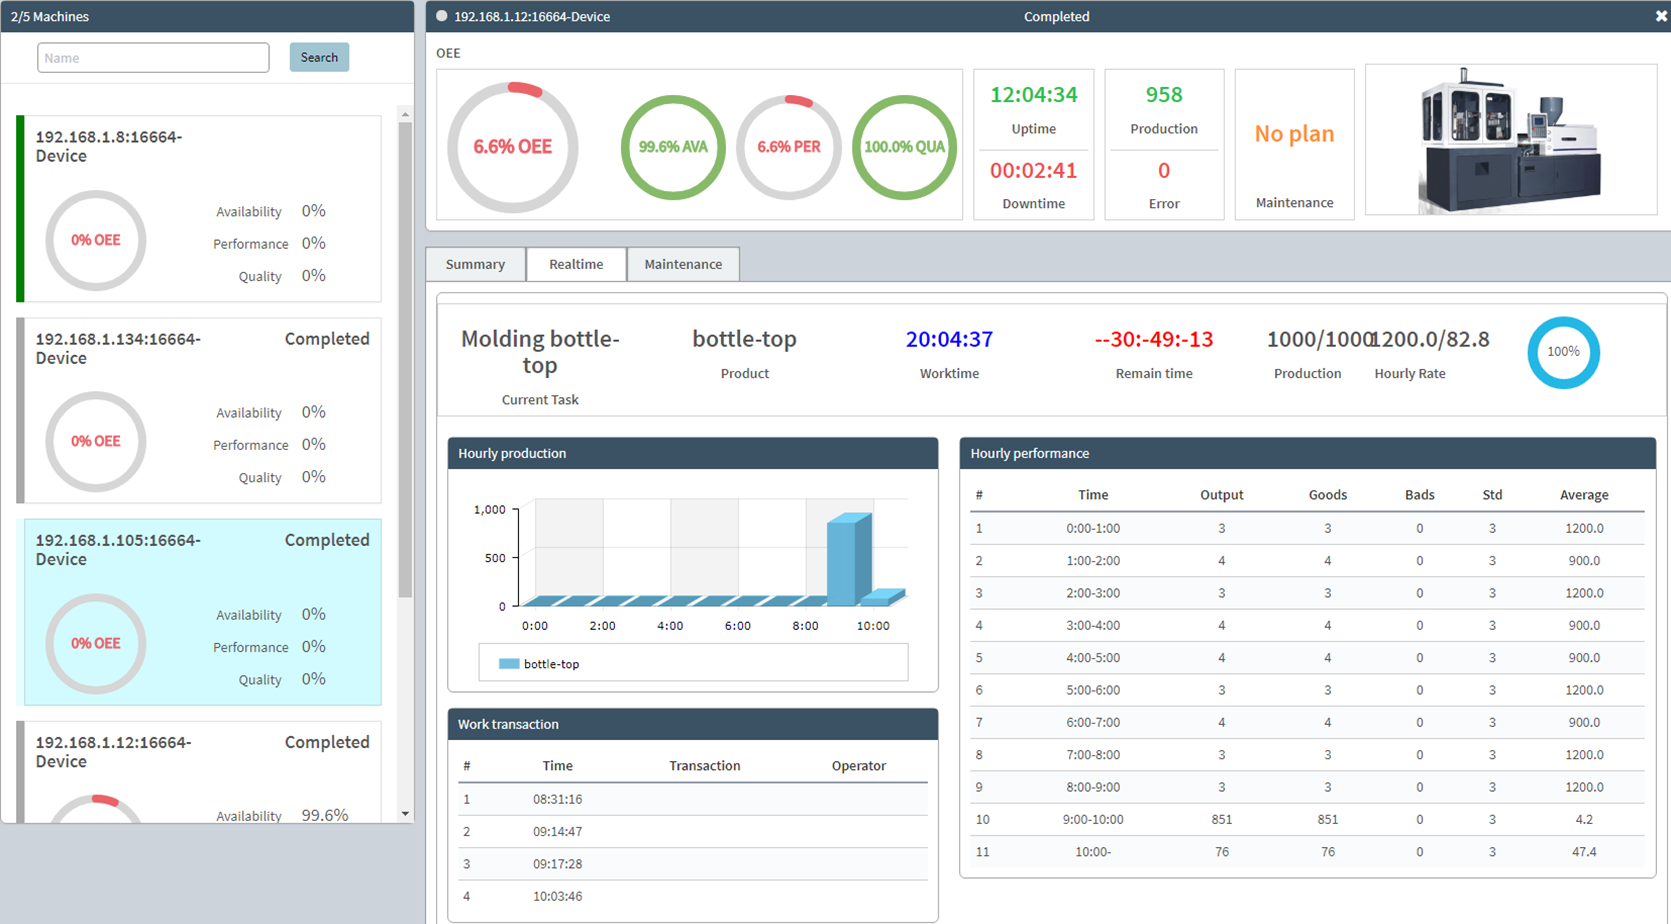 2/5 Machines
Name
Search
192.168.1.8:16664-
Device
0% OEE
Availability 0%
Performance 0%
Quality 0%
192.168.1.134:16664-
Device
Completed
0% OEE
Availability 0%
Performance 0%
Quality 0%
192.168.1.105:16664-
Device
Completed
0% OEE
Availability 0%
Performance 0%
Quality 0%
192.168.1.12:16664-
Device
Completed
Availability 99.6%
192.168.1.12:16664-Device
Completed
OEE
6.6% OEE
99.6% AVA
6.6% PER
100.0% QUA
12:04:34
Uptime
00:02:41
Downtime
958
Production
0
Error
No plan
Maintenance
Summary
Realtime
Maintenance
Molding bottle-
top
Current Task
bottle-top
Product
20:04:37
Worktime
--30:-49:-13
Remain time
1000/1000
Production
1200.0/82.8
Hourly Rate
100%
Hourly production
1,000
500
0
0:00 2:00 4:00 6:00 8:00 10:00
bottle-top
Work transaction
# Time Transaction Operator
1 08:31:16
2 09:14:47
3 09:17:28
4 10:03:46
Hourly performance
# Time Output Goods Bads Std Average
1 0:00-1:00 3 3 0 3 1200.0
2 1:00-2:00 4 4 0 3 900.0
3 2:00-3:00 3 3 0 3 1200.0
4 3:00-4:00 4 4 0 3 900.0
5 4:00-5:00 4 4 0 3 900.0
6 5:00-6:00 3 3 0 3 1200.0
7 6:00-7:00 4 4 0 3 900.0
8 7:00-8:00 3 3 0 3 1200.0
9 8:00-9:00 3 3 0 3 1200.0
10 9:00-10:00 851 851 0 3 4.2
11 10:00- 76 76 0 3 47.4